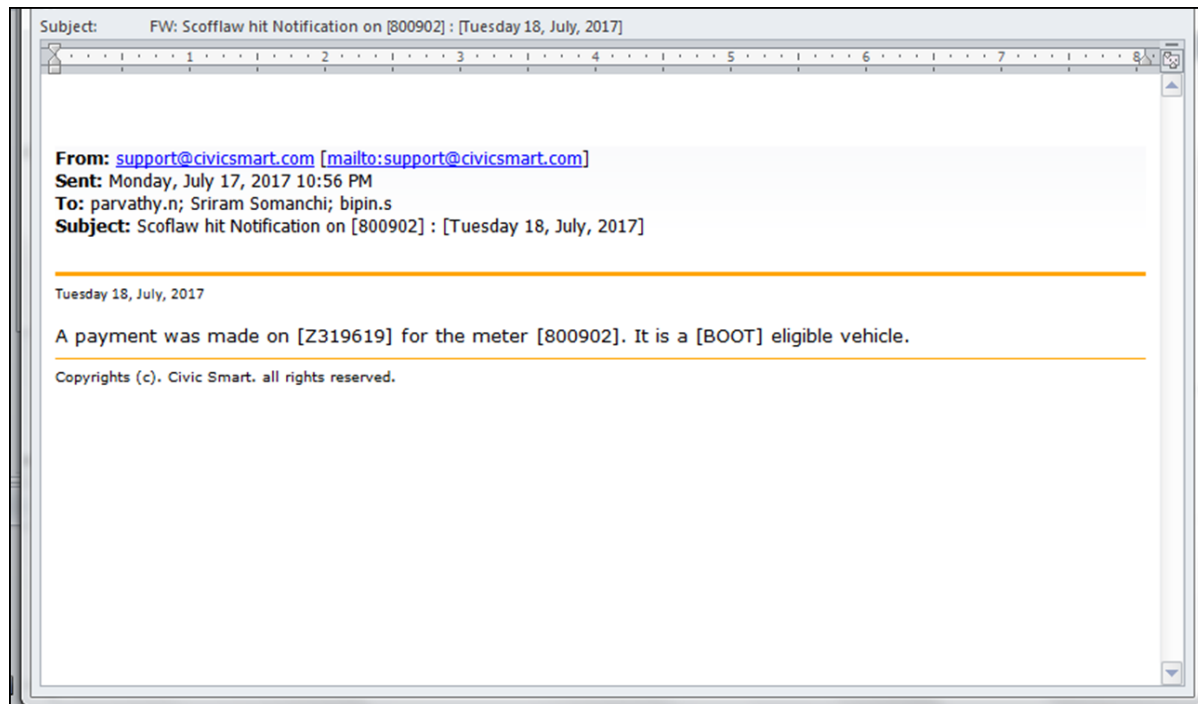 Subject: FW: Scofflaw hit Notification on [800902] : [Tuesday 18, July, 2017]
1 2 3 4 5 6 7 8
From: support@civicsmart.com [mailto:support@civicsmart.com]
Sent: Monday, July 17, 2017 10:56 PM
To: parvathy.n; Sriram Somanchi; bipin.s
Subject: Scoflaw hit Notification on [800902] : [Tuesday 18, July, 2017]
Tuesday 18, July, 2017
A payment was made on [Z319619] for the meter [800902]. It is a [BOOT] eligible vehicle.
Copyrights (c). Civic Smart. all rights reserved.